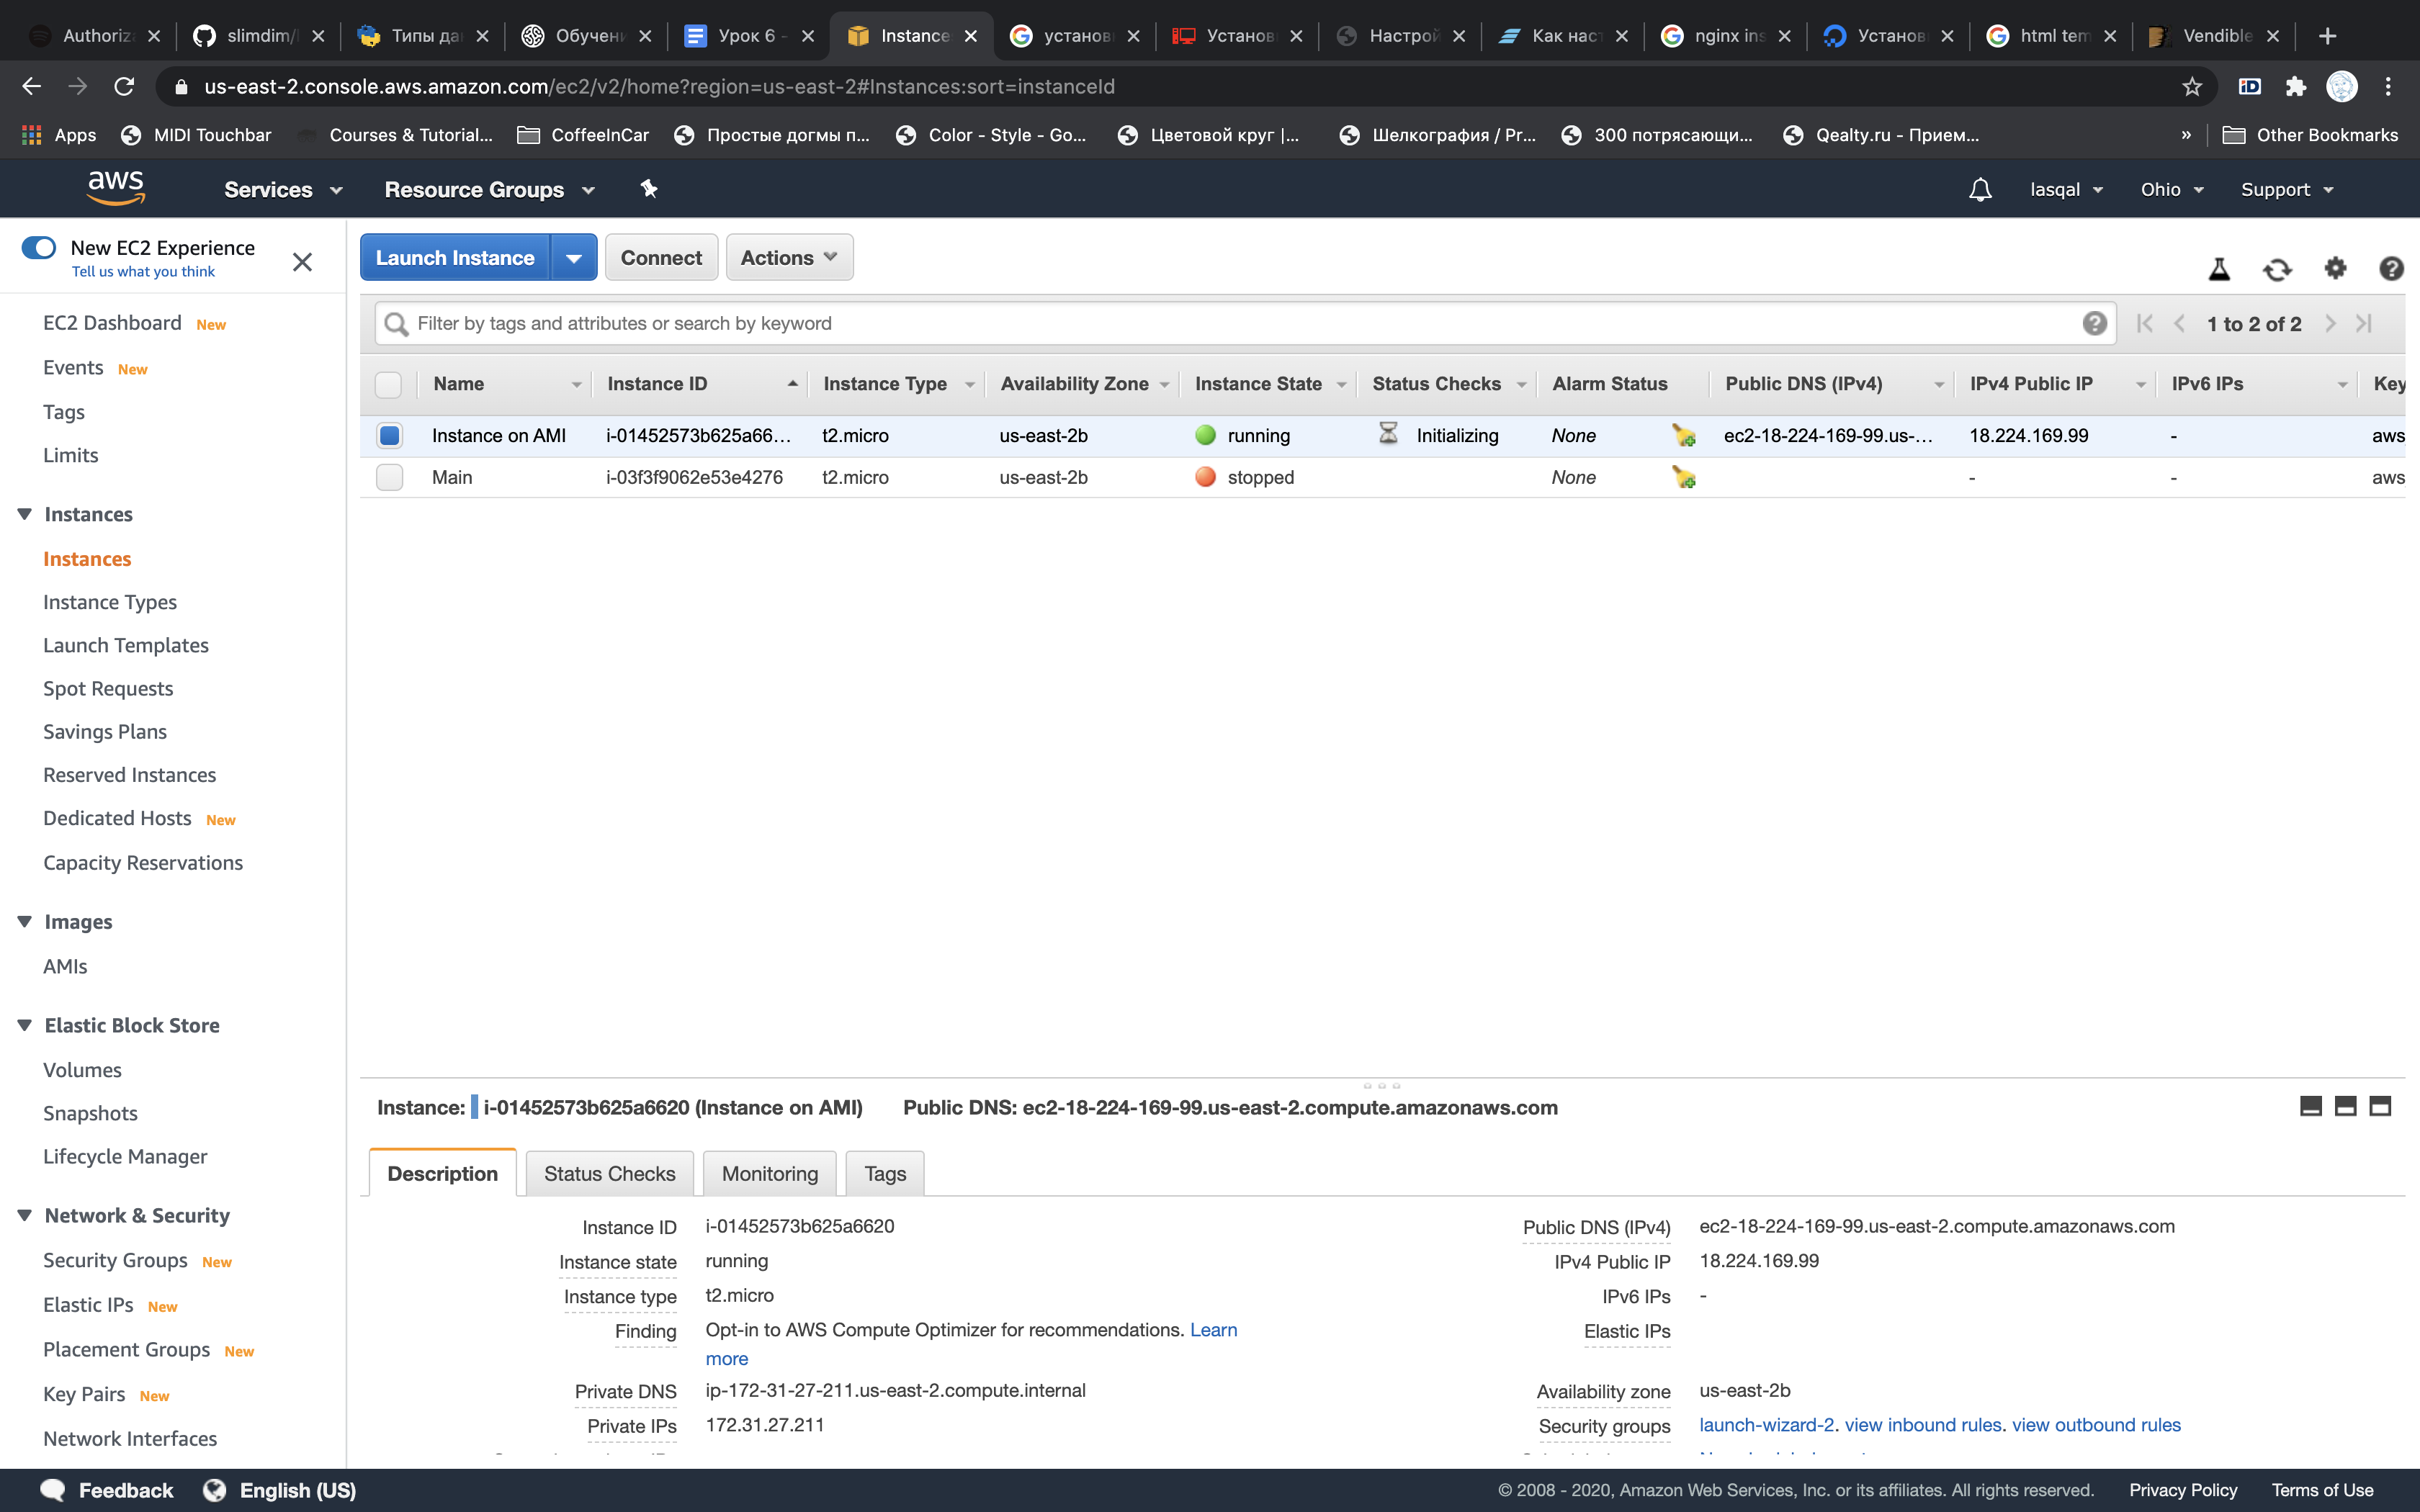 Authoriz
slimdim/
Типы да
Обучени
Урок 6 -
Instance
установ
Установ
Настрой
Как нас
nginx ins
Установ
html tem
Vendible
us-east-2.console.aws.amazon.com/ec2/v2/home?region=us-east-2#Instances:sort=instanceId
Apps
MIDI Touchbar
Courses & Tutorial...
CoffeeInCar
Простые догмы п...
Color - Style - Go...
Цветовой круг |...
Шелкография / Pr...
300 потрясающи...
Qealty.ru - Прием...
»
Other Bookmarks
aws
Services
Resource Groups
lasqal
Ohio
Support
New EC2 Experience
Tell us what you think
EC2 Dashboard New
Events New
Tags
Limits
Instances
Instances
Instance Types
Launch Templates
Spot Requests
Savings Plans
Reserved Instances
Dedicated Hosts New
Capacity Reservations
Images
AMIs
Elastic Block Store
Volumes
Snapshots
Lifecycle Manager
Network & Security
Security Groups New
Elastic IPs New
Placement Groups New
Key Pairs New
Network Interfaces
Launch Instance
Connect
Actions
Filter by tags and attributes or search by keyword
1 to 2 of 2
Name Instance ID Instance Type Availability Zone Instance State Status Checks Alarm Status Public DNS (IPv4) IPv4 Public IP IPv6 IPs Key
Instance on AMI i-01452573b625a66... t2.micro us-east-2b running Initializing None ec2-18-224-169-99.us-... 18.224.169.99 - aws
Main i-03f3f9062e53e4276 t2.micro us-east-2b stopped None - - aws
Instance: i-01452573b625a6620 (Instance on AMI) Public DNS: ec2-18-224-169-99.us-east-2.compute.amazonaws.com
Description
Status Checks
Monitoring
Tags
Instance ID i-01452573b625a6620
Instance state running
Instance type t2.micro
Finding Opt-in to AWS Compute Optimizer for recommendations. Learn
more
Private DNS ip-172-31-27-211.us-east-2.compute.internal
Private IPs 172.31.27.211
Public DNS (IPv4) ec2-18-224-169-99.us-east-2.compute.amazonaws.com
IPv4 Public IP 18.224.169.99
IPv6 IPs -
Elastic IPs
Availability zone us-east-2b
Security groups launch-wizard-2. view inbound rules. view outbound rules
Feedback
English (US)
© 2008 - 2020, Amazon Web Services, Inc. or its affiliates. All rights reserved.
Privacy Policy
Terms of Use